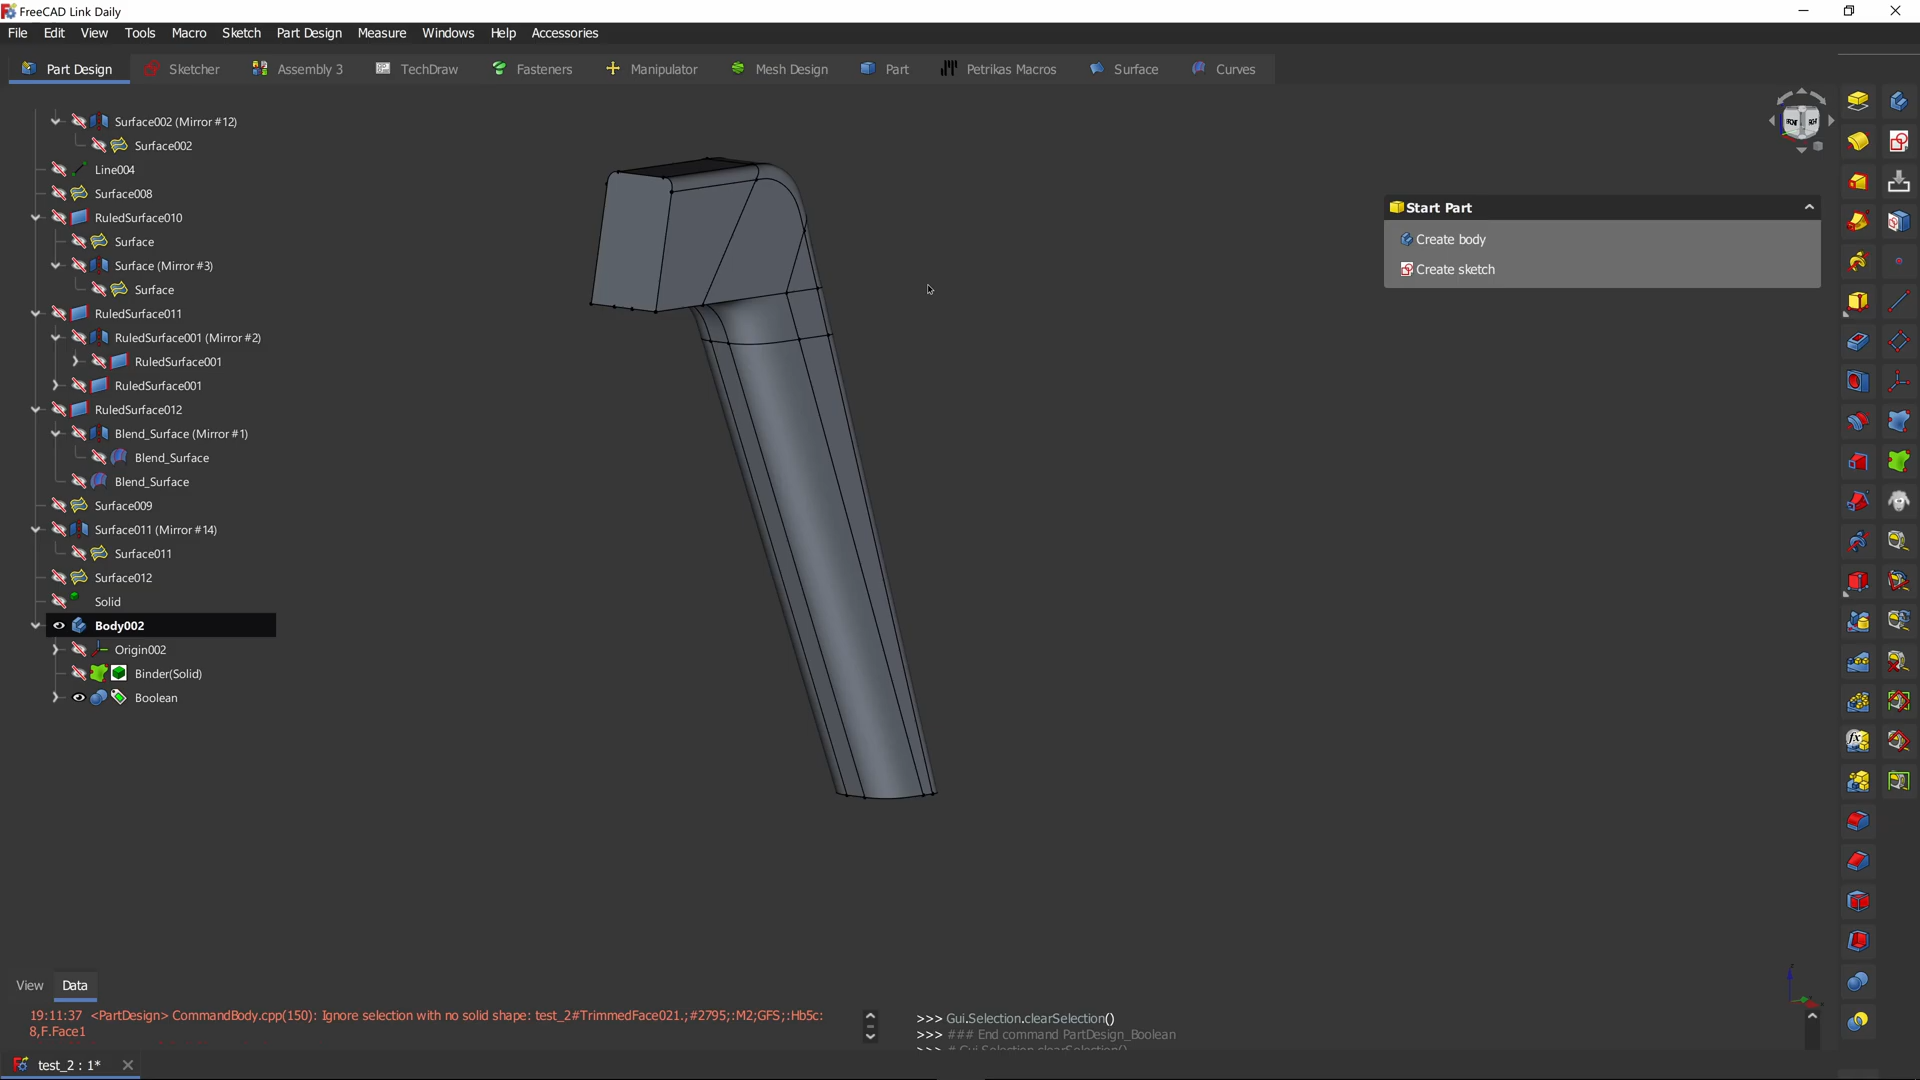 FreeCAD Link Daily
File Edit View Tools Macro Sketch Part Design Measure Windows Help Accessories
Part Design Sketcher Assembly 3 TechDraw Fasteners Manipulator Mesh Design Part Petrikas Macros Surface Curves
Surface002 (Mirror #12)
Surface002
Line004
Surface008
RuledSurface010
Surface
Surface (Mirror #3)
Surface
RuledSurface011
RuledSurface001 (Mirror #2)
RuledSurface001
RuledSurface001
RuledSurface012
Blend_Surface (Mirror #1)
Blend_Surface
Blend_Surface
Surface009
Surface011 (Mirror #14)
Surface011
Surface012
Solid
Body002
Origin002
Binder(Solid)
Boolean
Start Part
Create body
Create sketch
View Data
19:11:37 <PartDesign> CommandBody.cpp(150): Ignore selection with no solid shape: test_2#TrimmedFace021.;#2795;:M2;GFS;:Hb5c:
8,F.Face1
>>> Gui.Selection.clearSelection()
>>> ### End command PartDesign_Boolean
>>> # Gui.Selection.clearSelection()
test_2 : 1*